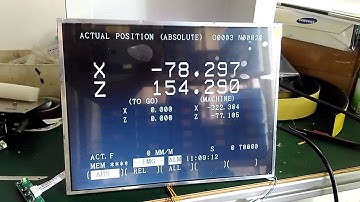 ACTUAL POSITION (ABSOLUTE) O0003 N00020
X -78.297
Z 154.290
(TO GO) (MACHINE)
X 0.000 X -322.304
Z 0.000 Z -77.105
ACT.F 0 MM/M S 0 T0000
MEM **** EMG ALM 11:09:12
[ ABS ][ REL ][ ALL ][ ][ ]